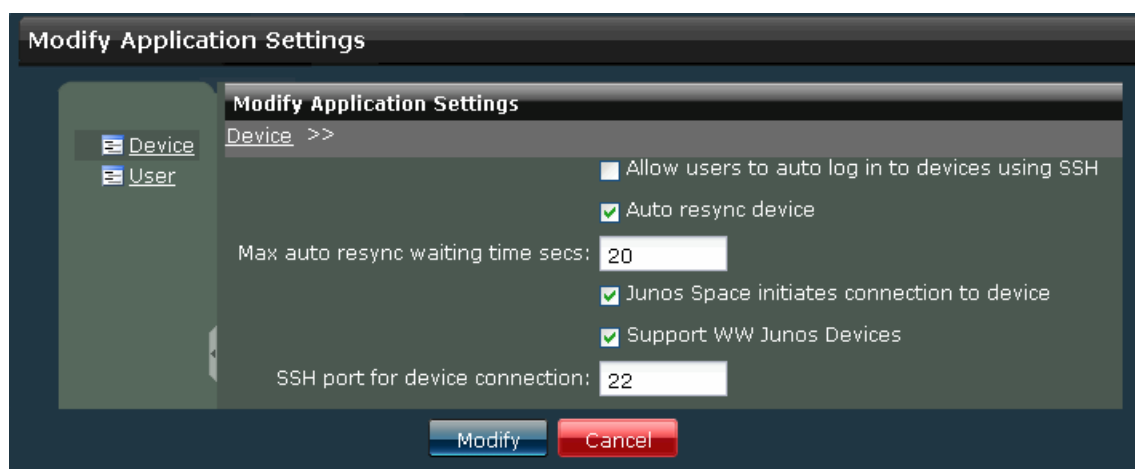 Modify Application Settings
Modify Application Settings
Device
User
Device >>
Allow users to auto log in to devices using SSH
Auto resync device
Max auto resync waiting time secs: 20
Junos Space initiates connection to device
Support WW Junos Devices
SSH port for device connection: 22
Modify Cancel